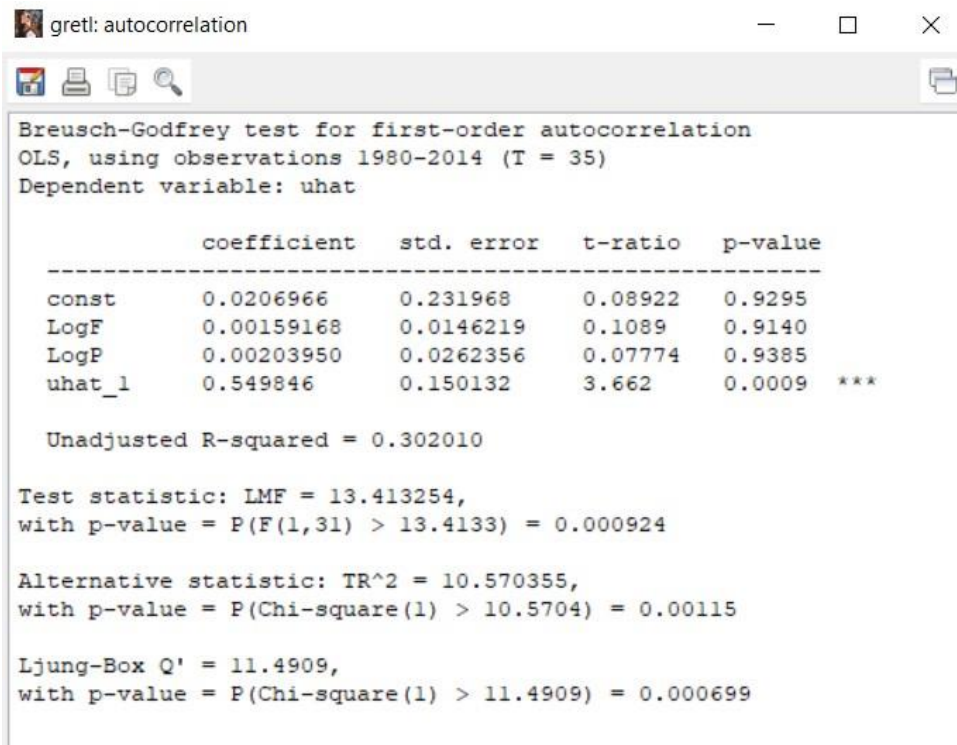 gretl: autocorrelation
Breusch-Godfrey test for first-order autocorrelation
OLS, using observations 1980-2014 (T = 35)
Dependent variable: uhat
coefficient std. error t-ratio p-value
-------------------------------------------------------
const 0.0206966 0.231968 0.08922 0.9295
LogF 0.00159168 0.0146219 0.1089 0.9140
LogP 0.00203950 0.0262356 0.07774 0.9385
uhat_1 0.549846 0.150132 3.662 0.0009 ***
Unadjusted R-squared = 0.302010
Test statistic: LMF = 13.413254,
with p-value = P(F(1,31) > 13.4133) = 0.000924
Alternative statistic: TR^2 = 10.570355,
with p-value = P(Chi-square(1) > 10.5704) = 0.00115
Ljung-Box Q' = 11.4909,
with p-value = P(Chi-square(1) > 11.4909) = 0.000699